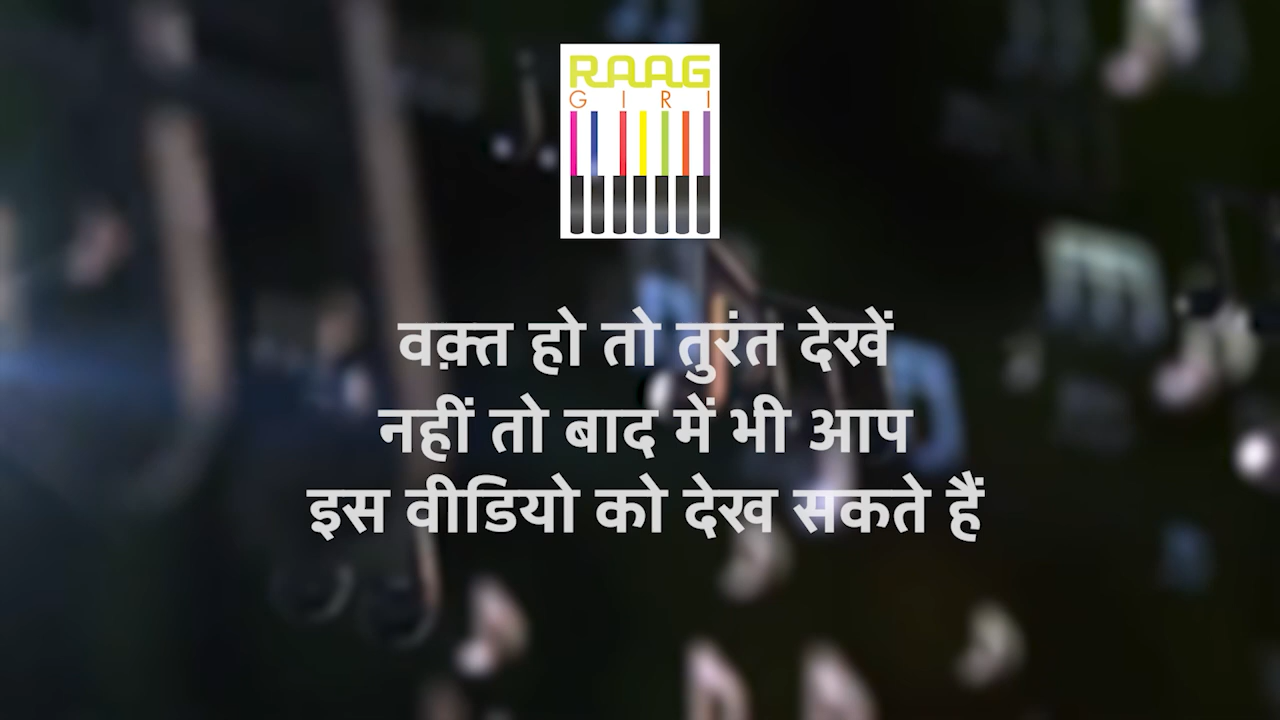 RAAG
GIRI
वक़्त हो तो तुरंत देखें
नहीं तो बाद में भी आप
इस वीडियो को देख सकते हैं